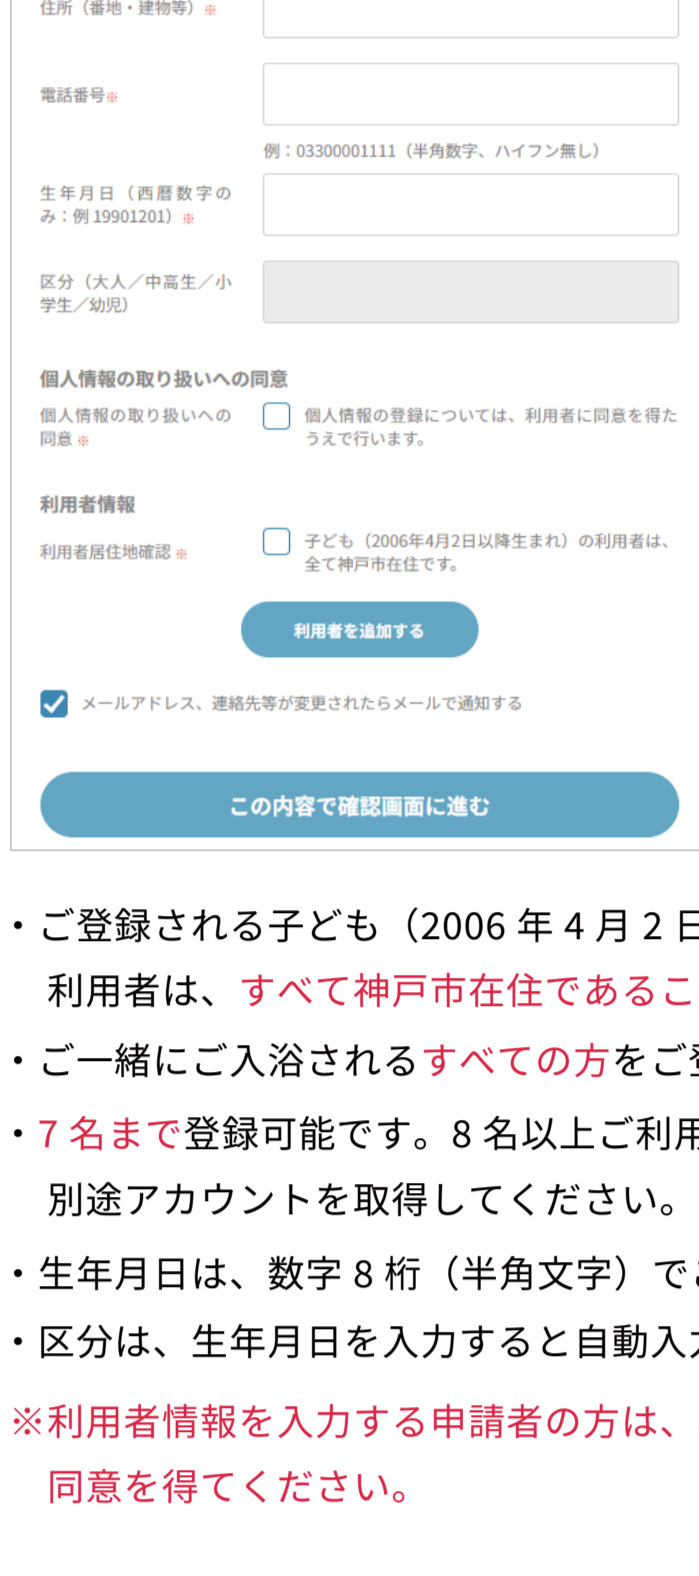 住所（番地・建物等）※
電話番号※
例：03300001111（半角数字、ハイフン無し）
生年月日（西暦数字の
み：例 19901201）※
区分（大人／中高生／小
学生／幼児）
個人情報の取り扱いへの同意
個人情報の取り扱いへの
同意 ※
個人情報の登録については、利用者に同意を得た
うえで行います。
利用者情報
利用者居住地確認 ※
子ども（2006年4月2日以降生まれ）の利用者は、
全て神戸市在住です。
利用者を追加する
メールアドレス、連絡先等が変更されたらメールで通知する
この内容で確認画面に進む
・ご登録される子ども（2006 年 4 月 2 日
利用者は、すべて神戸市在住であるこ
・ご一緒にご入浴されるすべての方をご登
・7 名まで登録可能です。8 名以上ご利用
別途アカウントを取得してください。
・生年月日は、数字 8 桁（半角文字）でご
・区分は、生年月日を入力すると自動入力
※利用者情報を入力する申請者の方は、
同意を得てください。